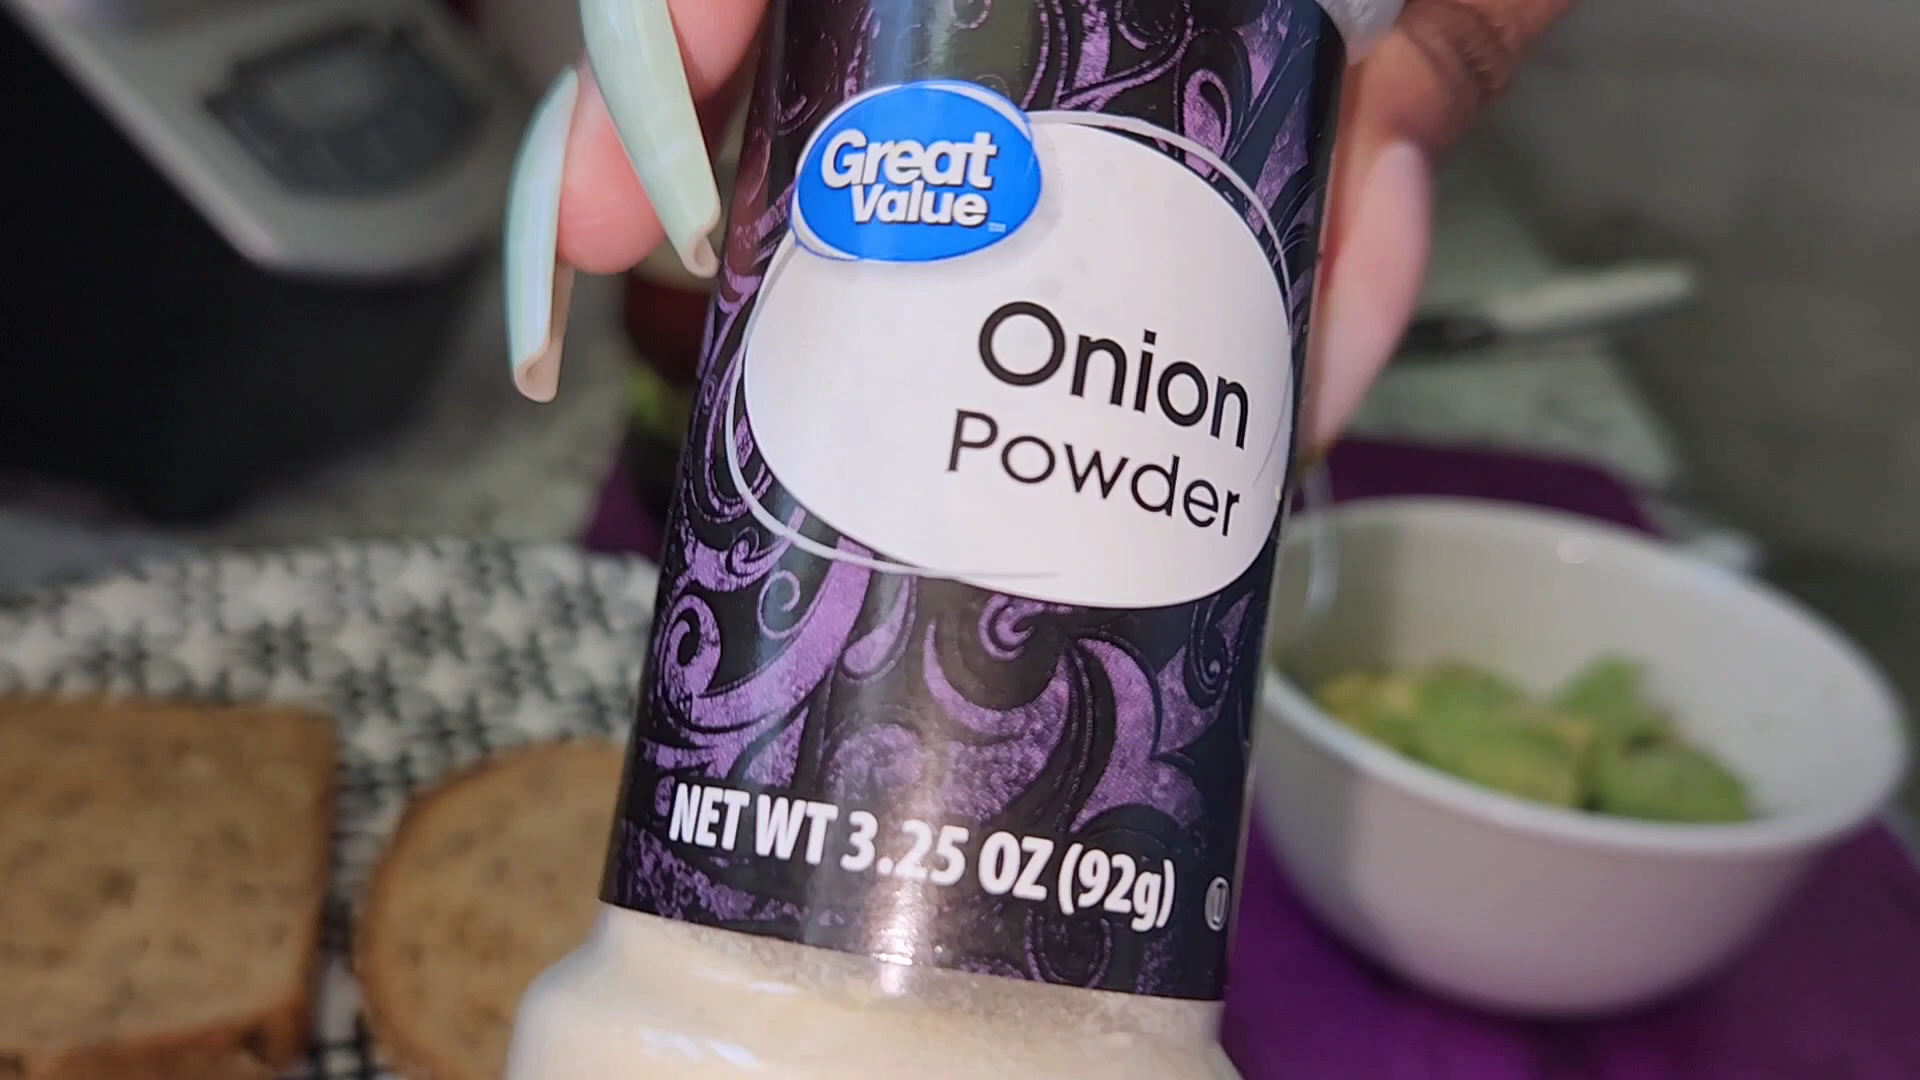 Great
Value
Onion
Powder
NET WT 3.25 OZ (92g)